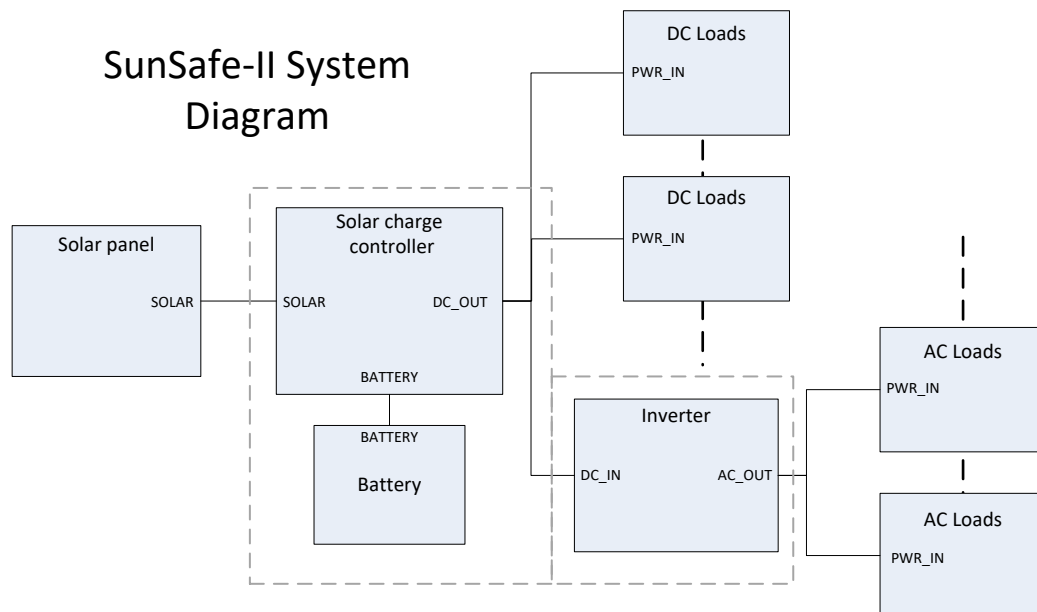 SunSafe-II System
Diagram
DC Loads
PWR_IN
DC Loads
PWR_IN
Solar panel
SOLAR
Solar charge
controller
SOLAR
DC_OUT
BATTERY
BATTERY
Battery
Inverter
DC_IN
AC_OUT
AC Loads
PWR_IN
AC Loads
PWR_IN